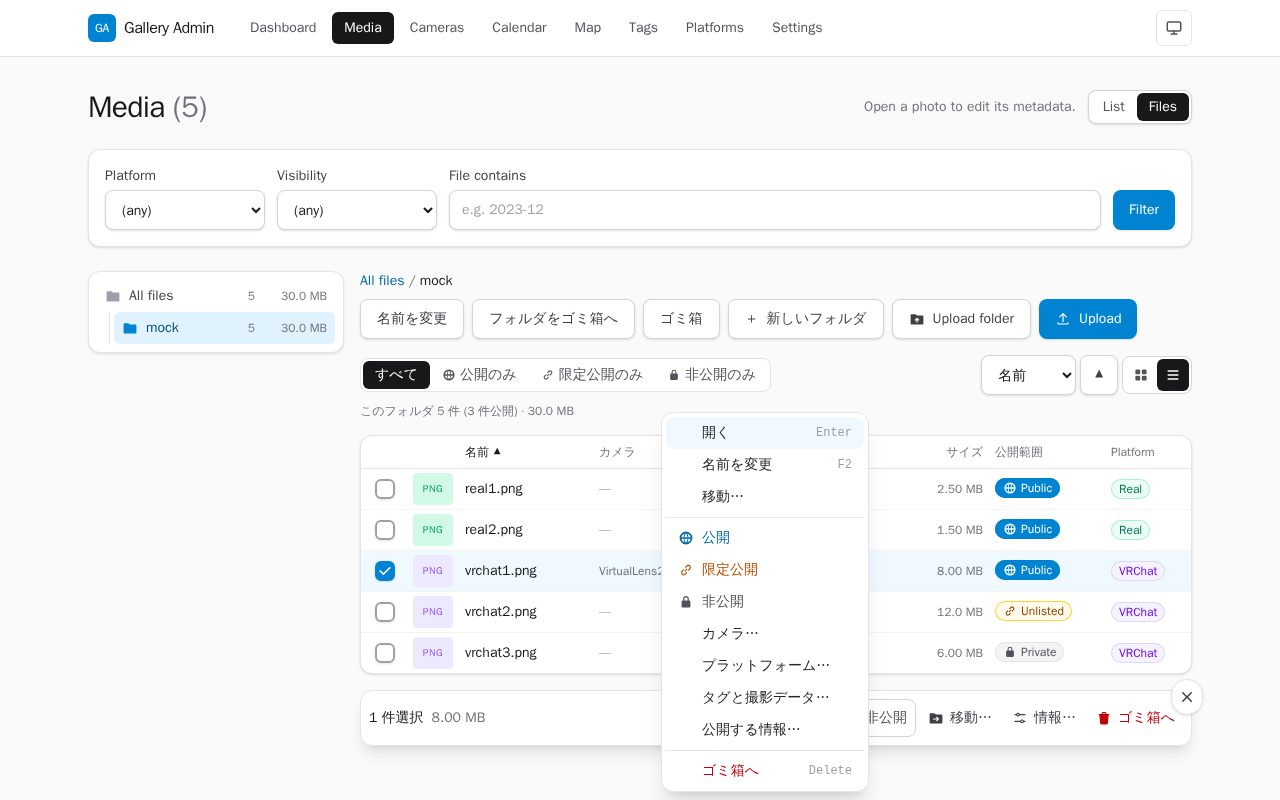 GA Gallery Admin Dashboard Media Cameras Calendar Map Tags Platforms Settings
Media (5)
Open a photo to edit its metadata. List Files
Platform Visibility File contains
(any) (any) e.g. 2023-12 Filter
All files 5 30.0 MB
mock 5 30.0 MB
All files / mock
名前を変更 フォルダをゴミ箱へ ゴミ箱 + 新しいフォルダ Upload folder Upload
すべて 公開のみ 限定公開のみ 非公開のみ 名前 ▲
このフォルダ 5 件 (3 件公開) · 30.0 MB
名前 ▲ カメラ サイズ 公開範囲 Platform
PNG real1.png — 2.50 MB Public Real
PNG real2.png — 1.50 MB Public Real
PNG vrchat1.png VirtualLens2 8.00 MB Public VRChat
PNG vrchat2.png — 12.0 MB Unlisted VRChat
PNG vrchat3.png — 6.00 MB Private VRChat
開く Enter
名前を変更 F2
移動…
公開
限定公開
非公開
カメラ…
プラットフォーム…
タグと撮影データ…
公開する情報…
ゴミ箱へ Delete
1 件選択 8.00 MB 非公開 移動… 情報… ゴミ箱へ